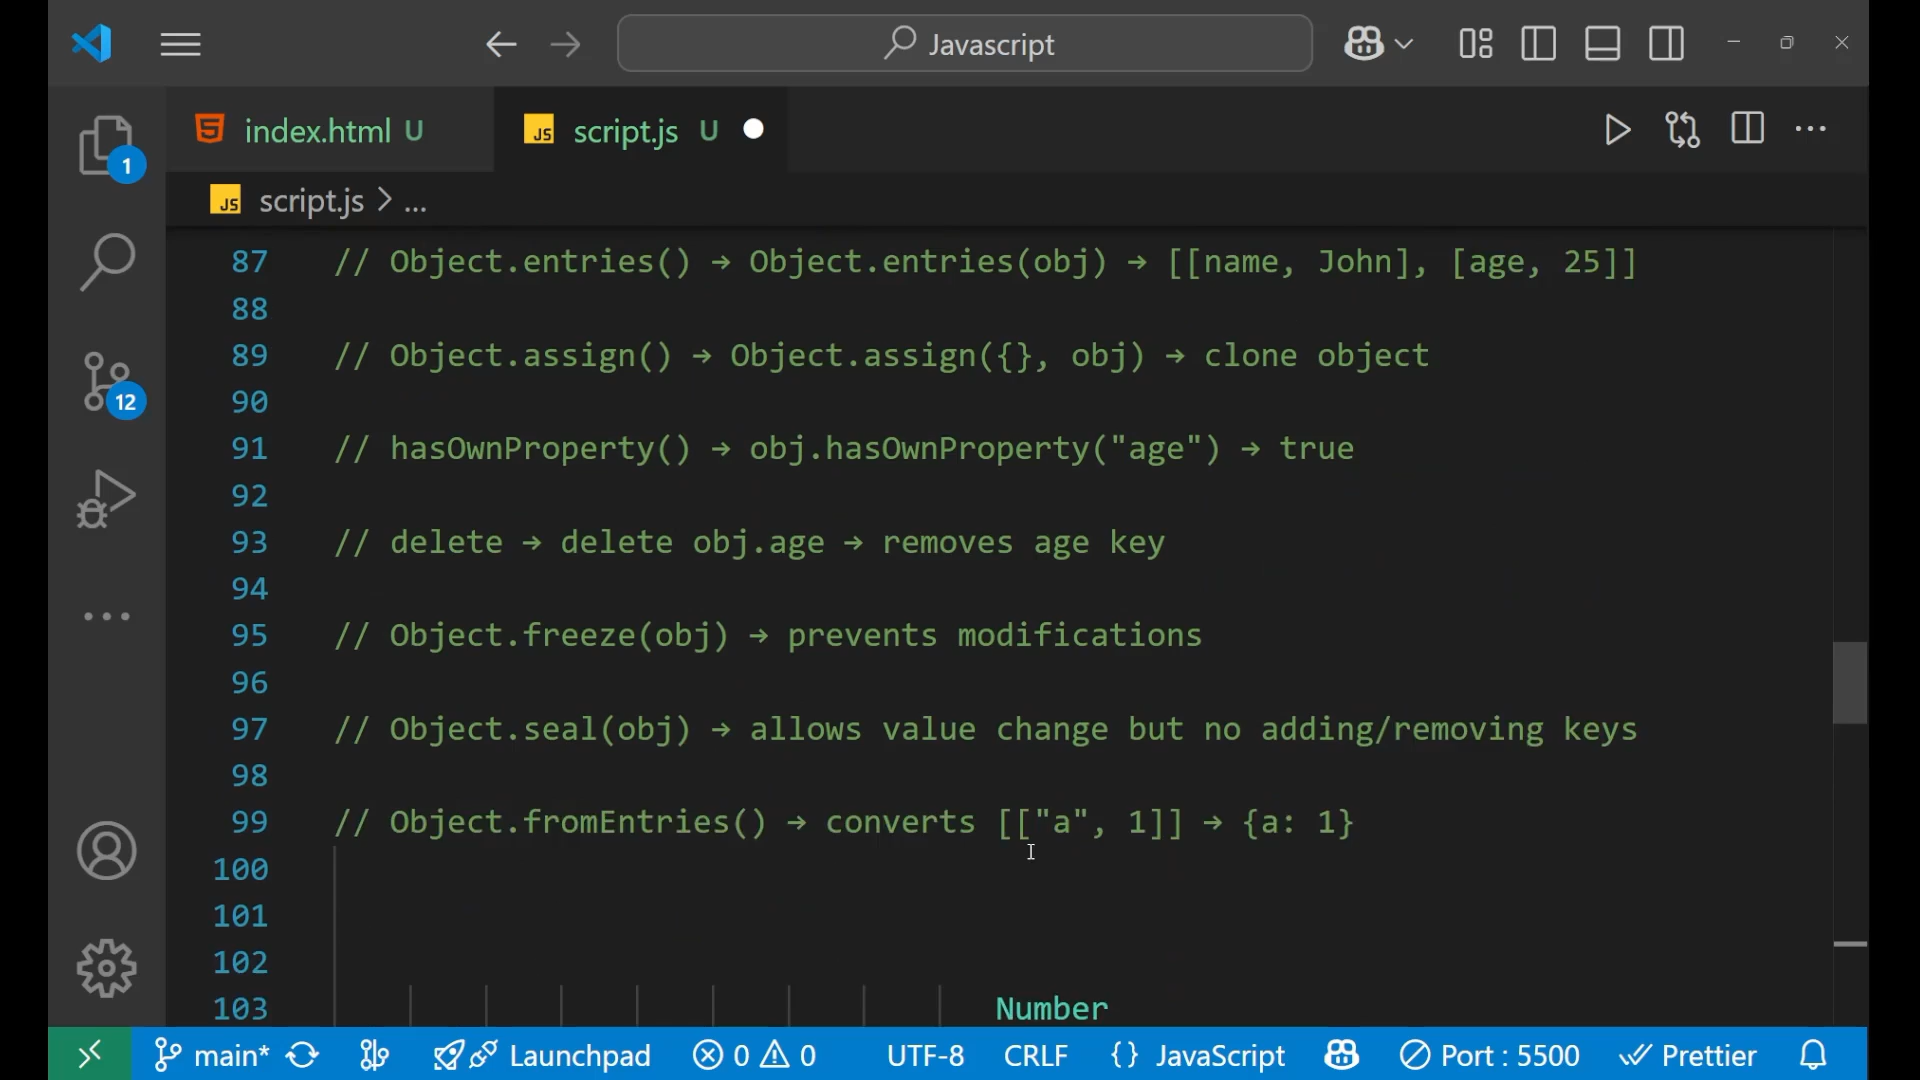 Javascript
index.html U
JS script.js U
JS script.js > ...
1
12
87 // Object.entries() → Object.entries(obj) → [[name, John], [age, 25]]
88
89 // Object.assign() → Object.assign({}, obj) → clone object
90
91 // hasOwnProperty() → obj.hasOwnProperty("age") → true
92
93 // delete → delete obj.age → removes age key
94
95 // Object.freeze(obj) → prevents modifications
96
97 // Object.seal(obj) → allows value change but no adding/removing keys
98
99 // Object.fromEntries() → converts [["a", 1]] → {a: 1}
100
101
102
103 Number
main* Launchpad 0 0 UTF-8 CRLF {} JavaScript Port : 5500 Prettier